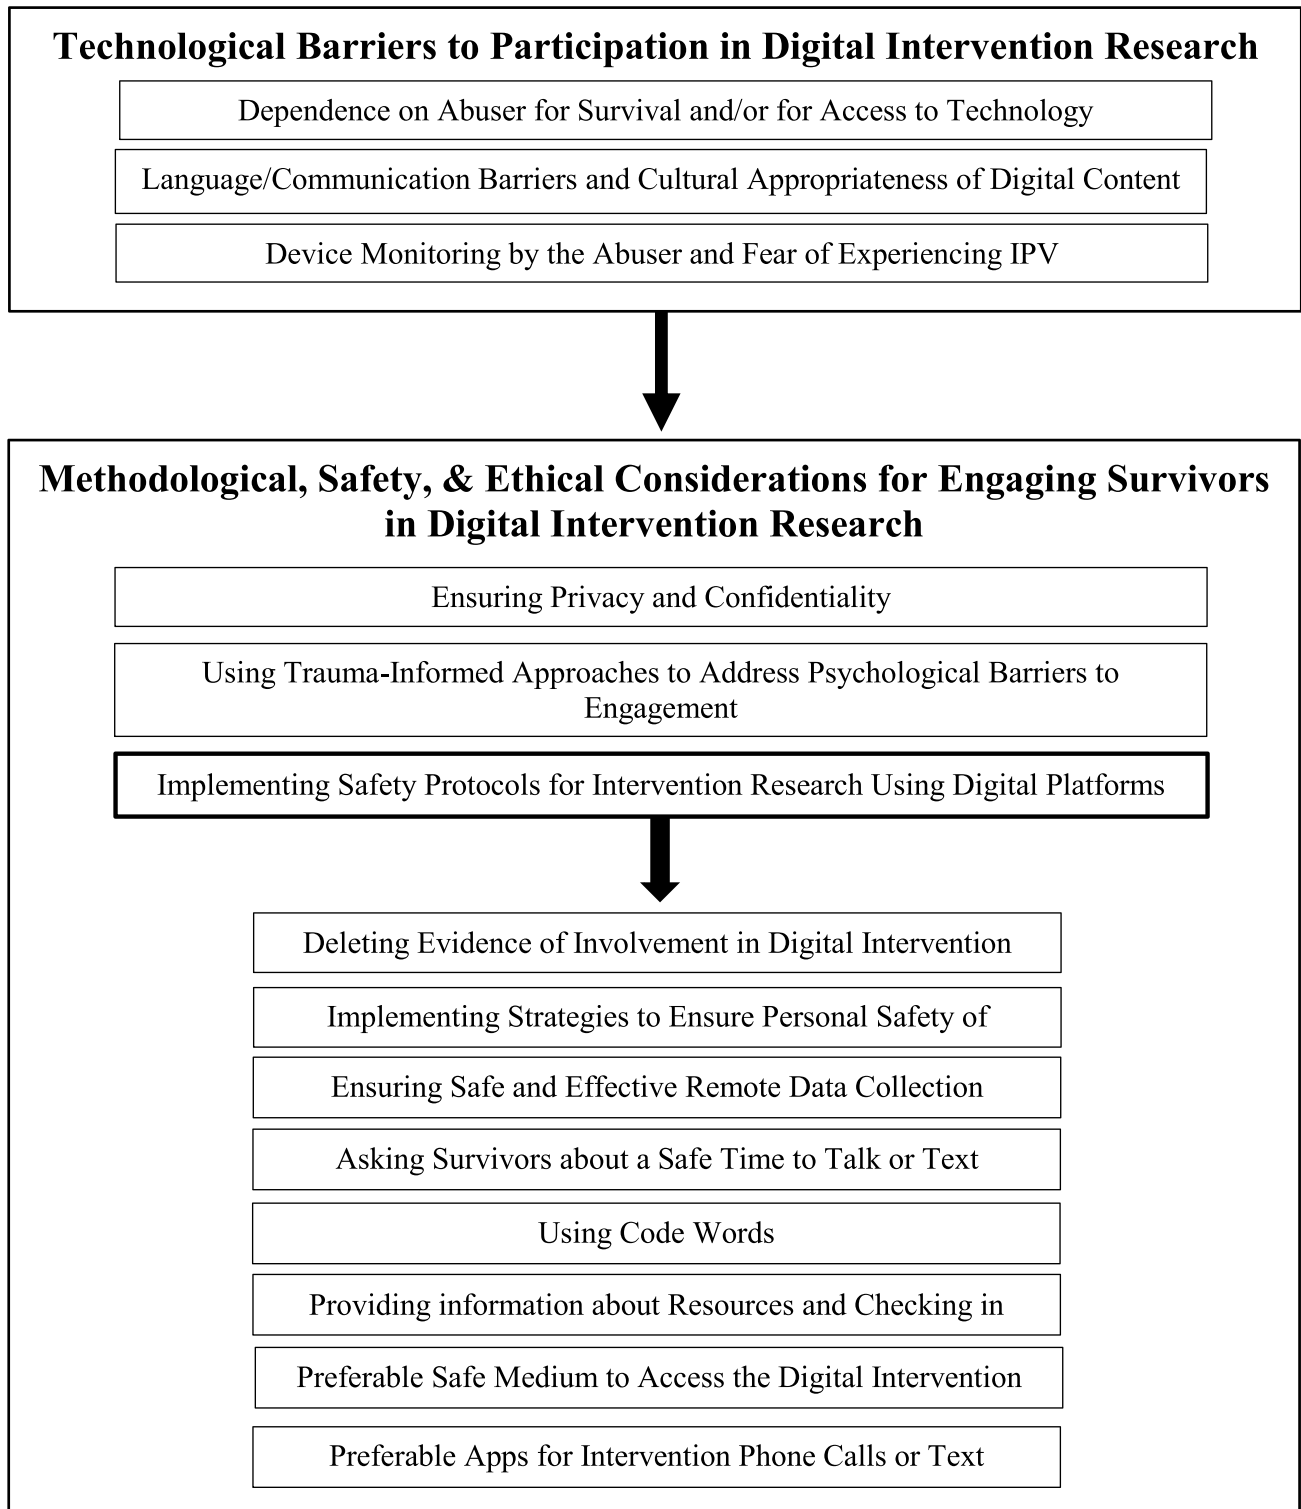 Technological Barriers to Participation in Digital Intervention Research
Dependence on Abuser for Survival and/or for Access to Technology
Language/Communication Barriers and Cultural Appropriateness of Digital Content
Device Monitoring by the Abuser and Fear of Experiencing IPV
Methodological, Safety, & Ethical Considerations for Engaging Survivors
in Digital Intervention Research
Ensuring Privacy and Confidentiality
Using Trauma-Informed Approaches to Address Psychological Barriers to
Engagement
Implementing Safety Protocols for Intervention Research Using Digital Platforms
Deleting Evidence of Involvement in Digital Intervention
Implementing Strategies to Ensure Personal Safety of
Ensuring Safe and Effective Remote Data Collection
Asking Survivors about a Safe Time to Talk or Text
Using Code Words
Providing information about Resources and Checking in
Preferable Safe Medium to Access the Digital Intervention
Preferable Apps for Intervention Phone Calls or Text